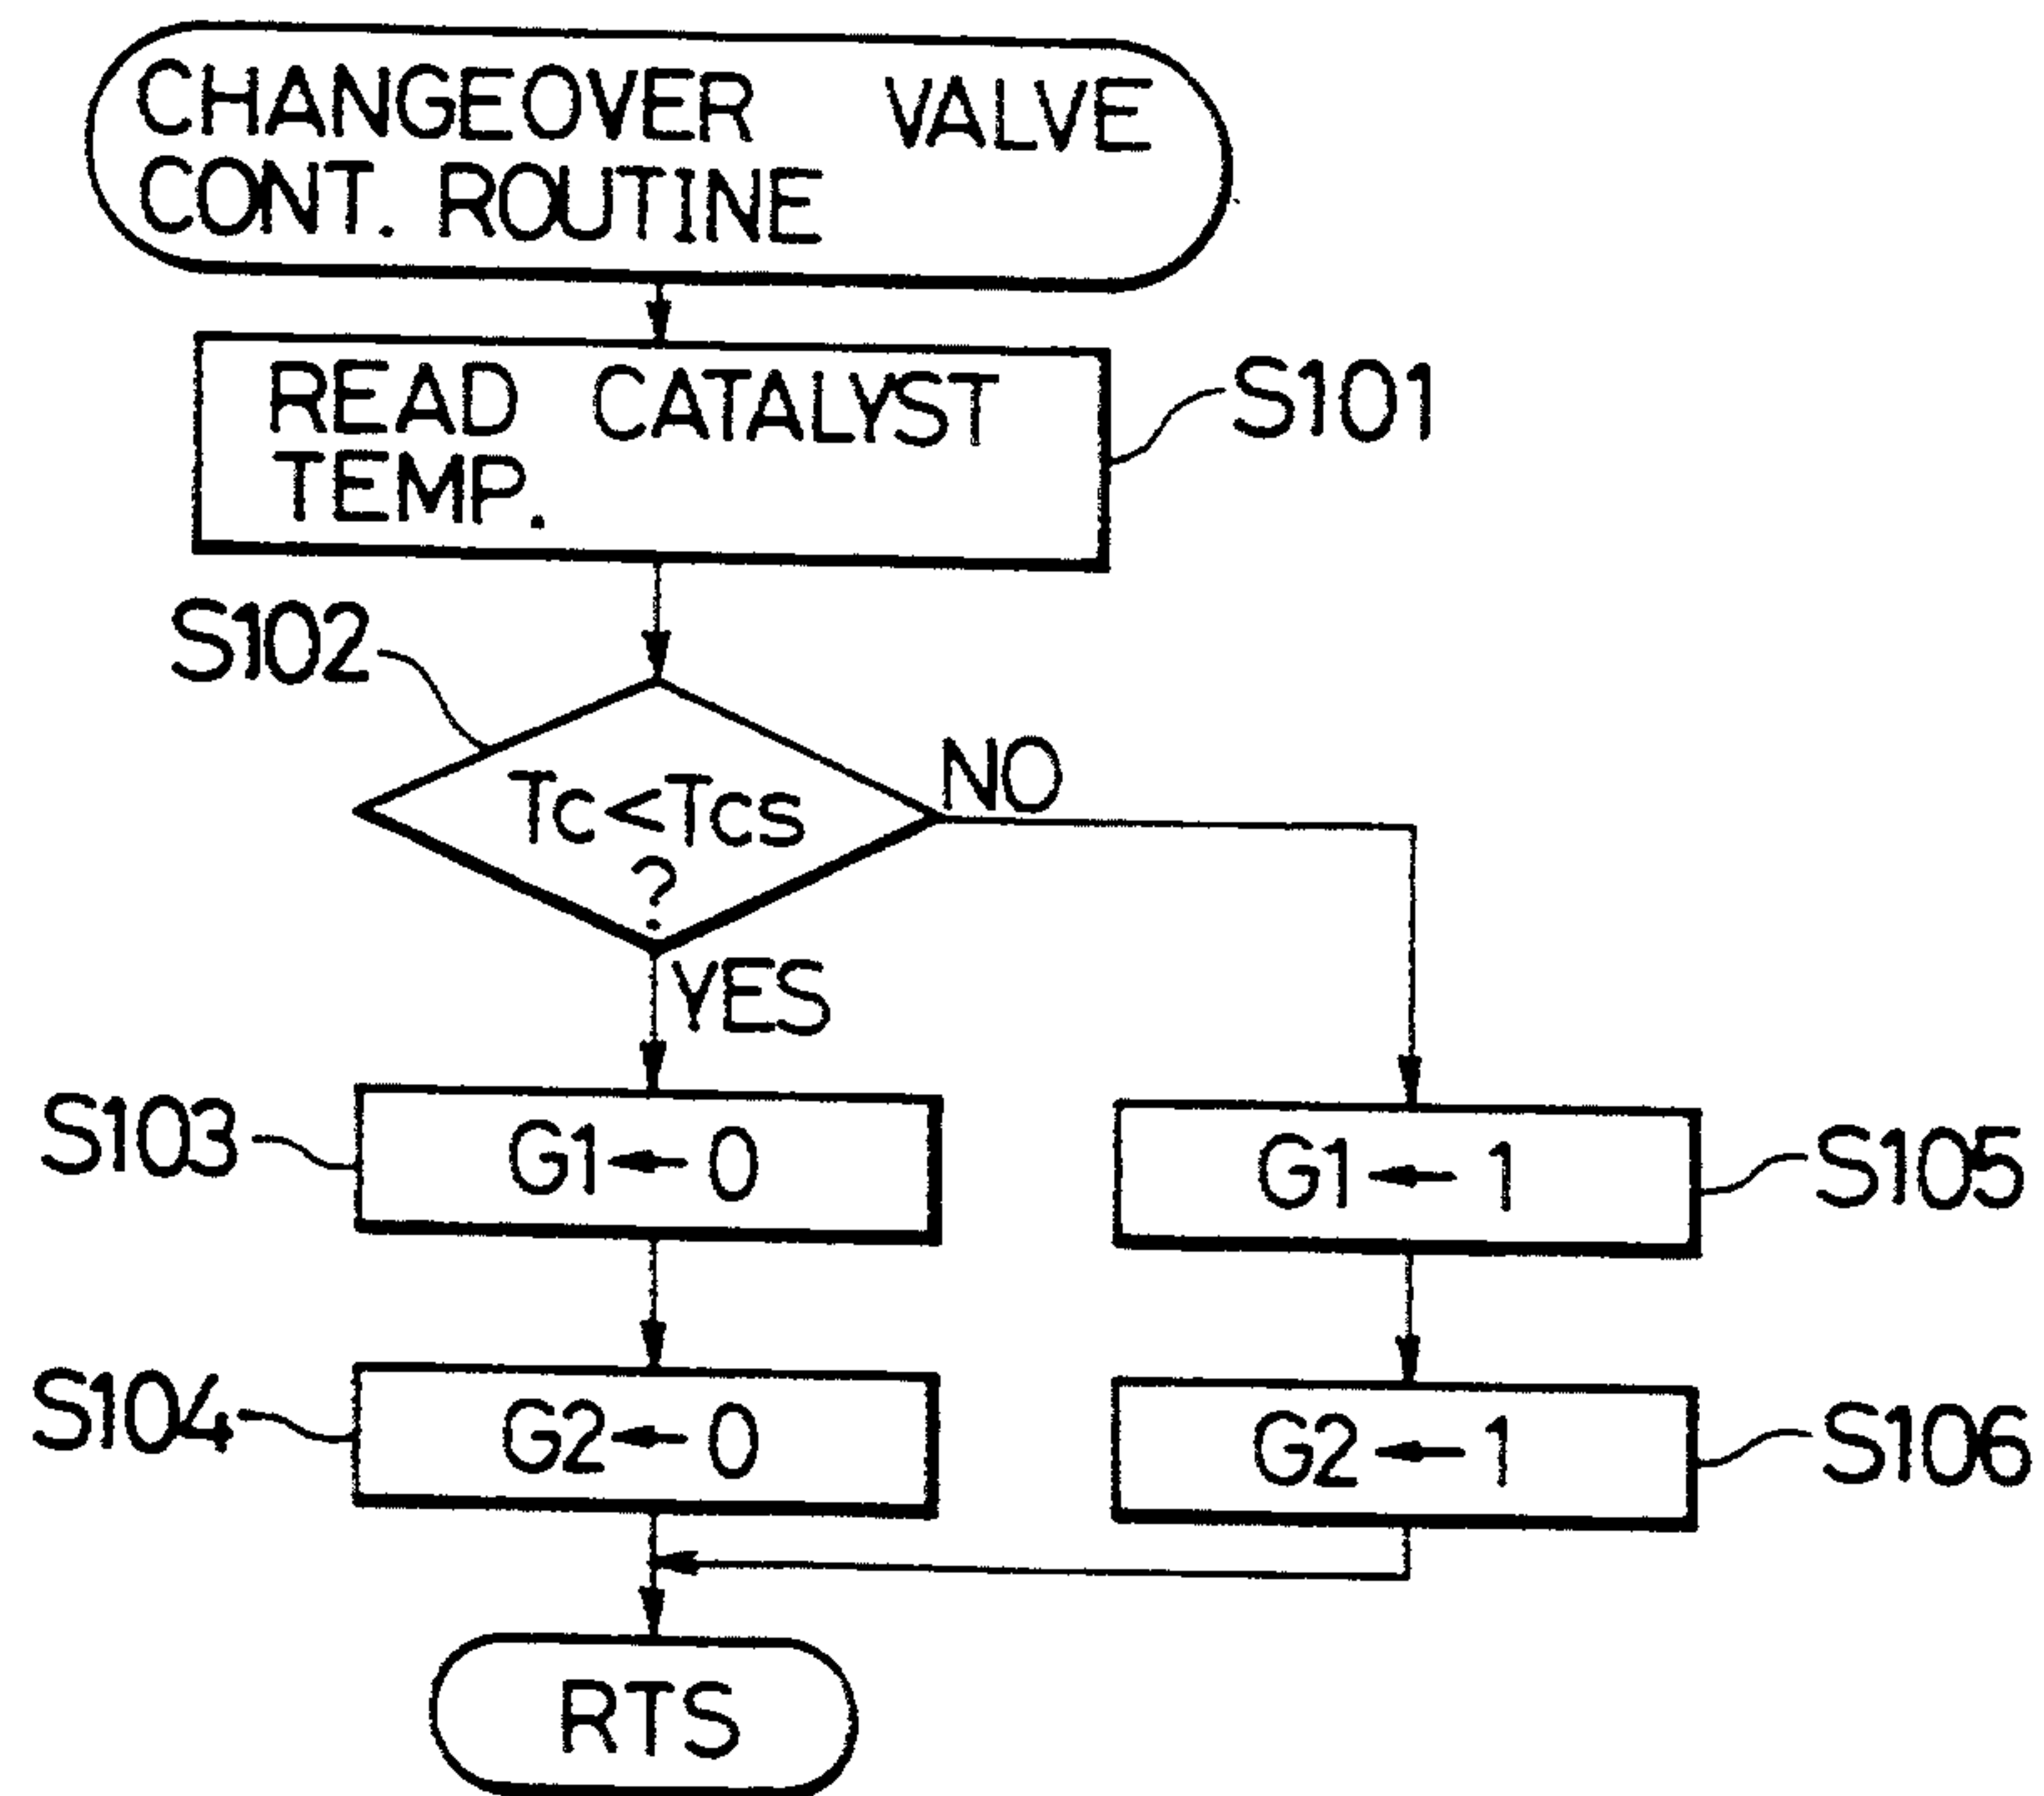 CHANGEOVER VALVE
CONT. ROUTINE
READ CATALYST
TEMP.
S101
S102
Tc<Tcs
?
NO
YES
S103
G1←0
G1←1
S105
S104
G2←0
G2←1
S106
RTS